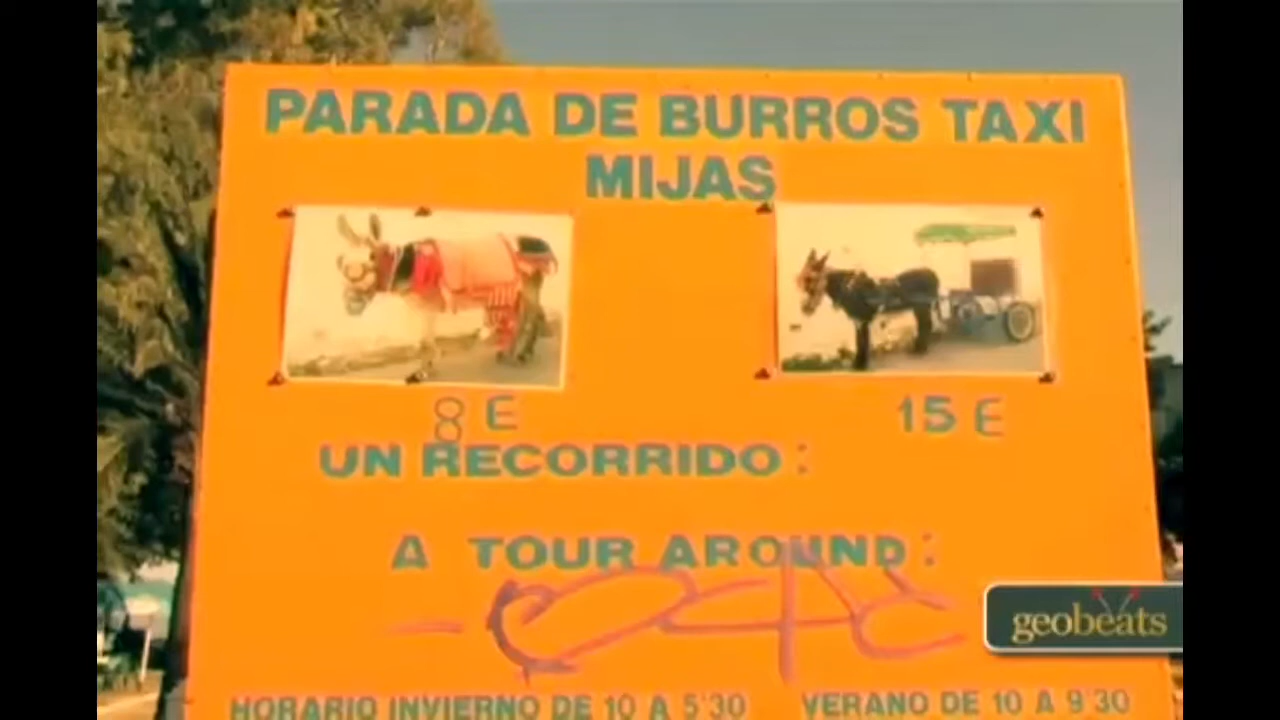 PARADA DE BURROS TAXI
MIJAS
8 E
15 E
UN RECORRIDO:
A TOUR AROUND:
geobeats
HORARIO INVIERNO DE 10 A 5'30 VERANO DE 10 A 9'30